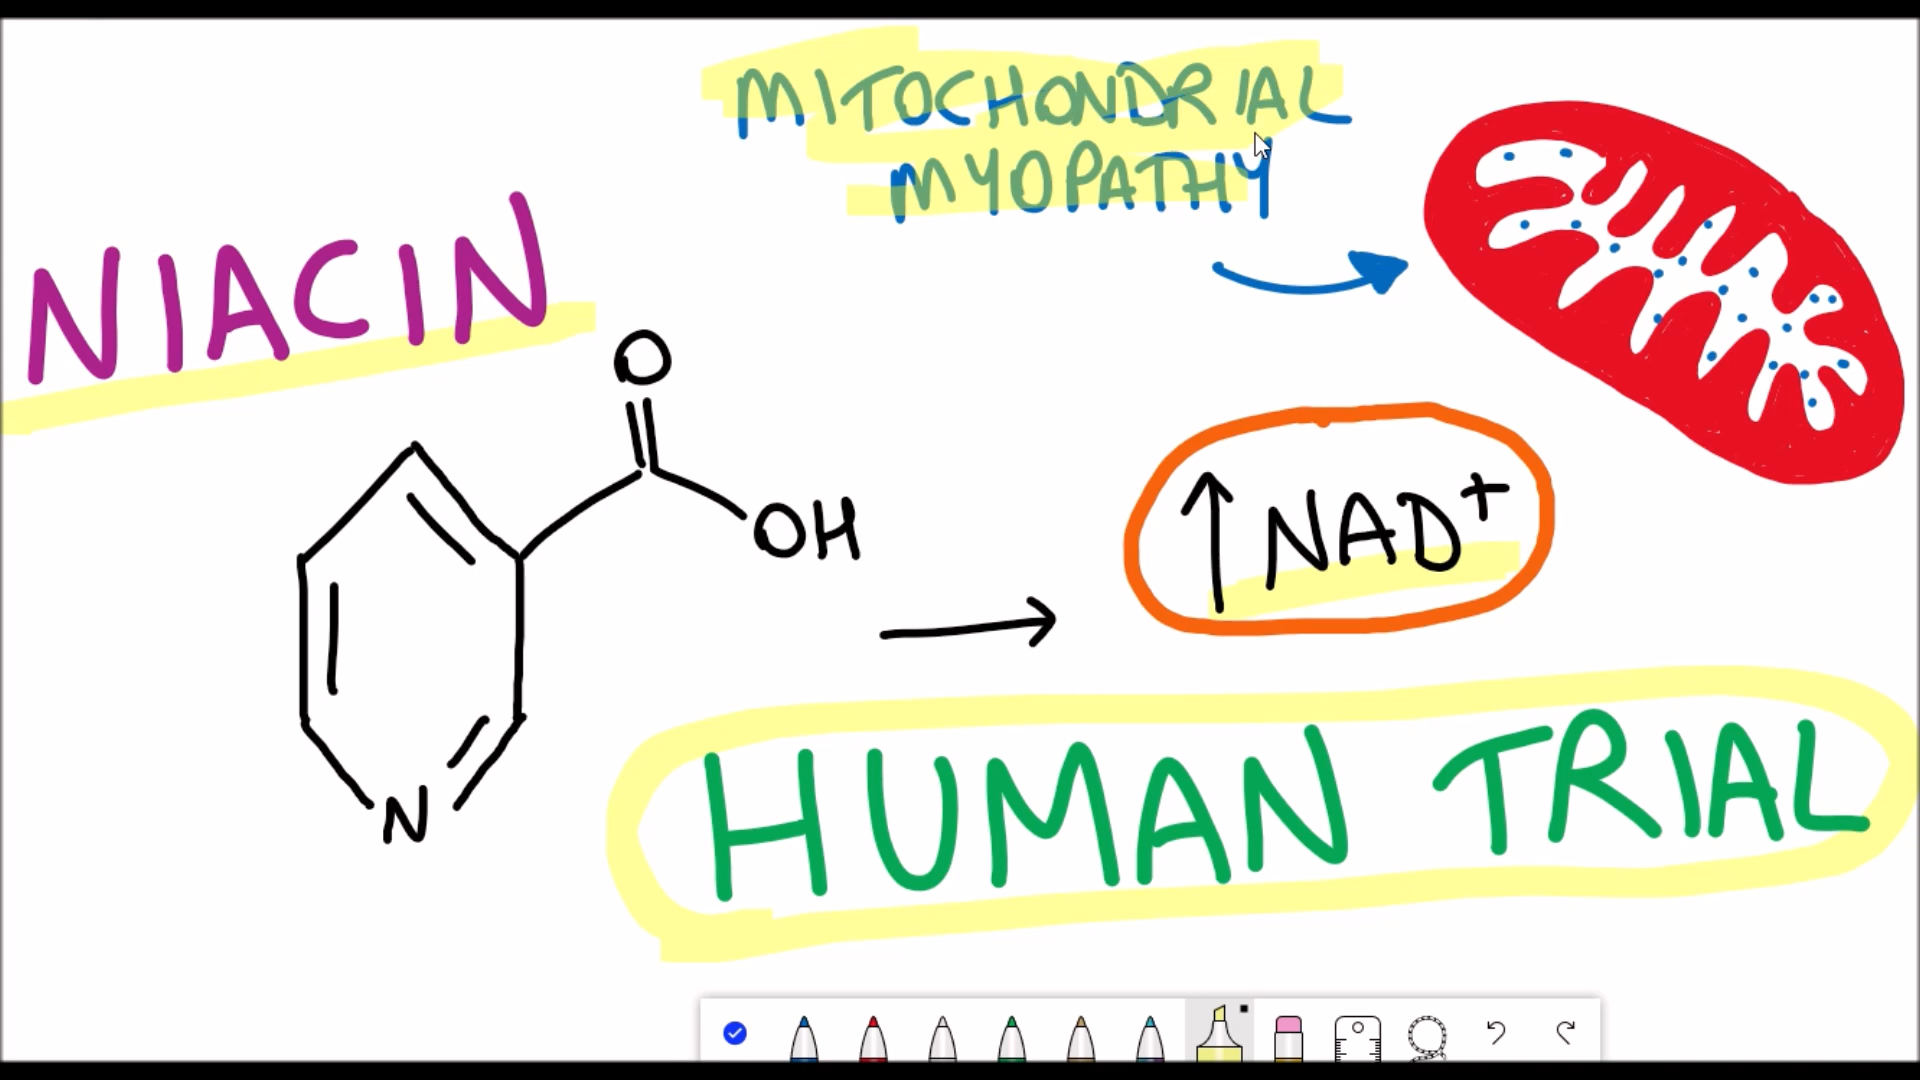 MITOCHONDRIAL
MYOPATHY
NIACIN
O
OH
N
↑ NAD+
HUMAN TRIAL